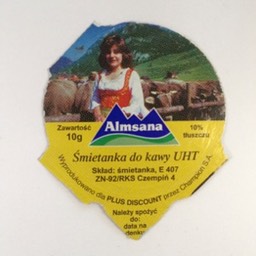 Zawartość
10g
Almsana
10%
tłuszczu
Śmietanka do kawy UHT
Skład: śmietanka, E 407
ZN-92/RKS Czempiń 4
Wyprodukowano dla PLUS DISCOUNT przez Champion S.A.
Należy spożyć
do:
data na
denku